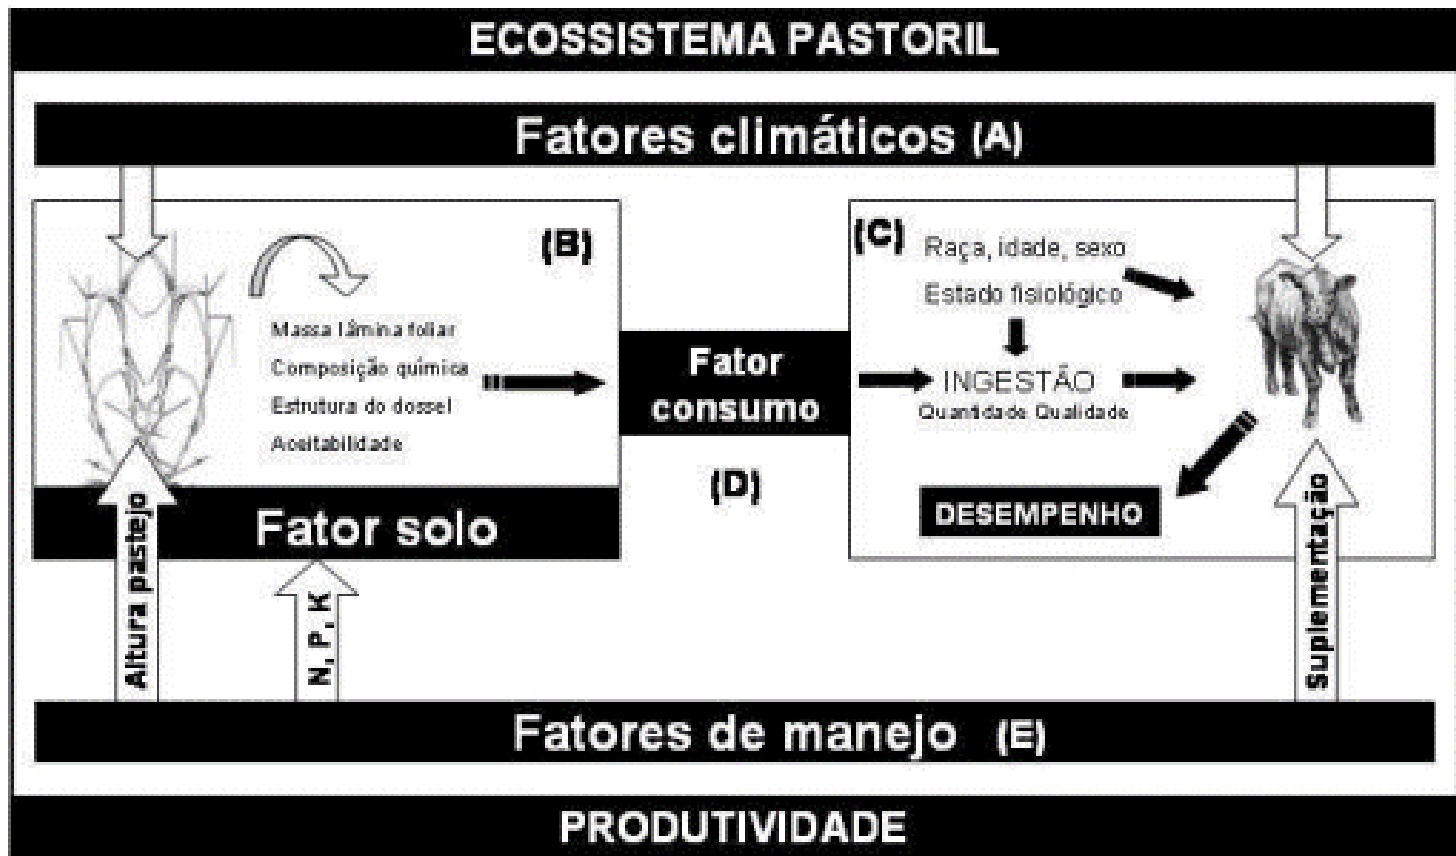 ECOSSISTEMA PASTORIL
Fatores climáticos (A)
(B)
Massa lâmina foliar
Composição química
Estrutura do dossel
Aceitabilidade
Fator solo
Altura pastejo
N, P, K
Fator
consumo
(D)
(C)
Raça, idade, sexo
Estado fisiológico
INGESTÃO
Quantidade Qualidade
DESEMPENHO
Suplementação
Fatores de manejo (E)
PRODUTIVIDADE